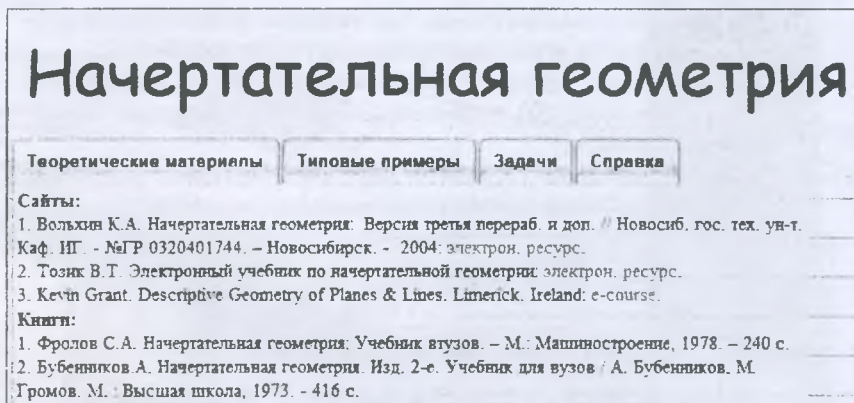 Начертательная геометрия
Теоретические материалы Типовые примеры Задачи Справка
Сайты:
1. Вольхин К.А. Начертательная геометрия: Версия третья перераб. и доп. // Новосиб. гос. тех. ун-т.
Каф. ИГ. - №ГР 0320401744. – Новосибирск. - 2004: электрон. ресурс.
2. Тозик В.Т. Электронный учебник по начертательной геометрии: электрон. ресурс.
3. Kevin Grant. Descriptive Geometry of Planes & Lines. Limerick. Ireland: e-course.
Книги:
1. Фролов С.А. Начертательная геометрия: Учебник втузов. – М.: Машиностроение, 1978. – 240 с.
2. Бубенников А. Начертательная геометрия. Изд. 2-е. Учебник для вузов / А. Бубенников. М.
Громов. М. : Высшая школа, 1973. - 416 с.